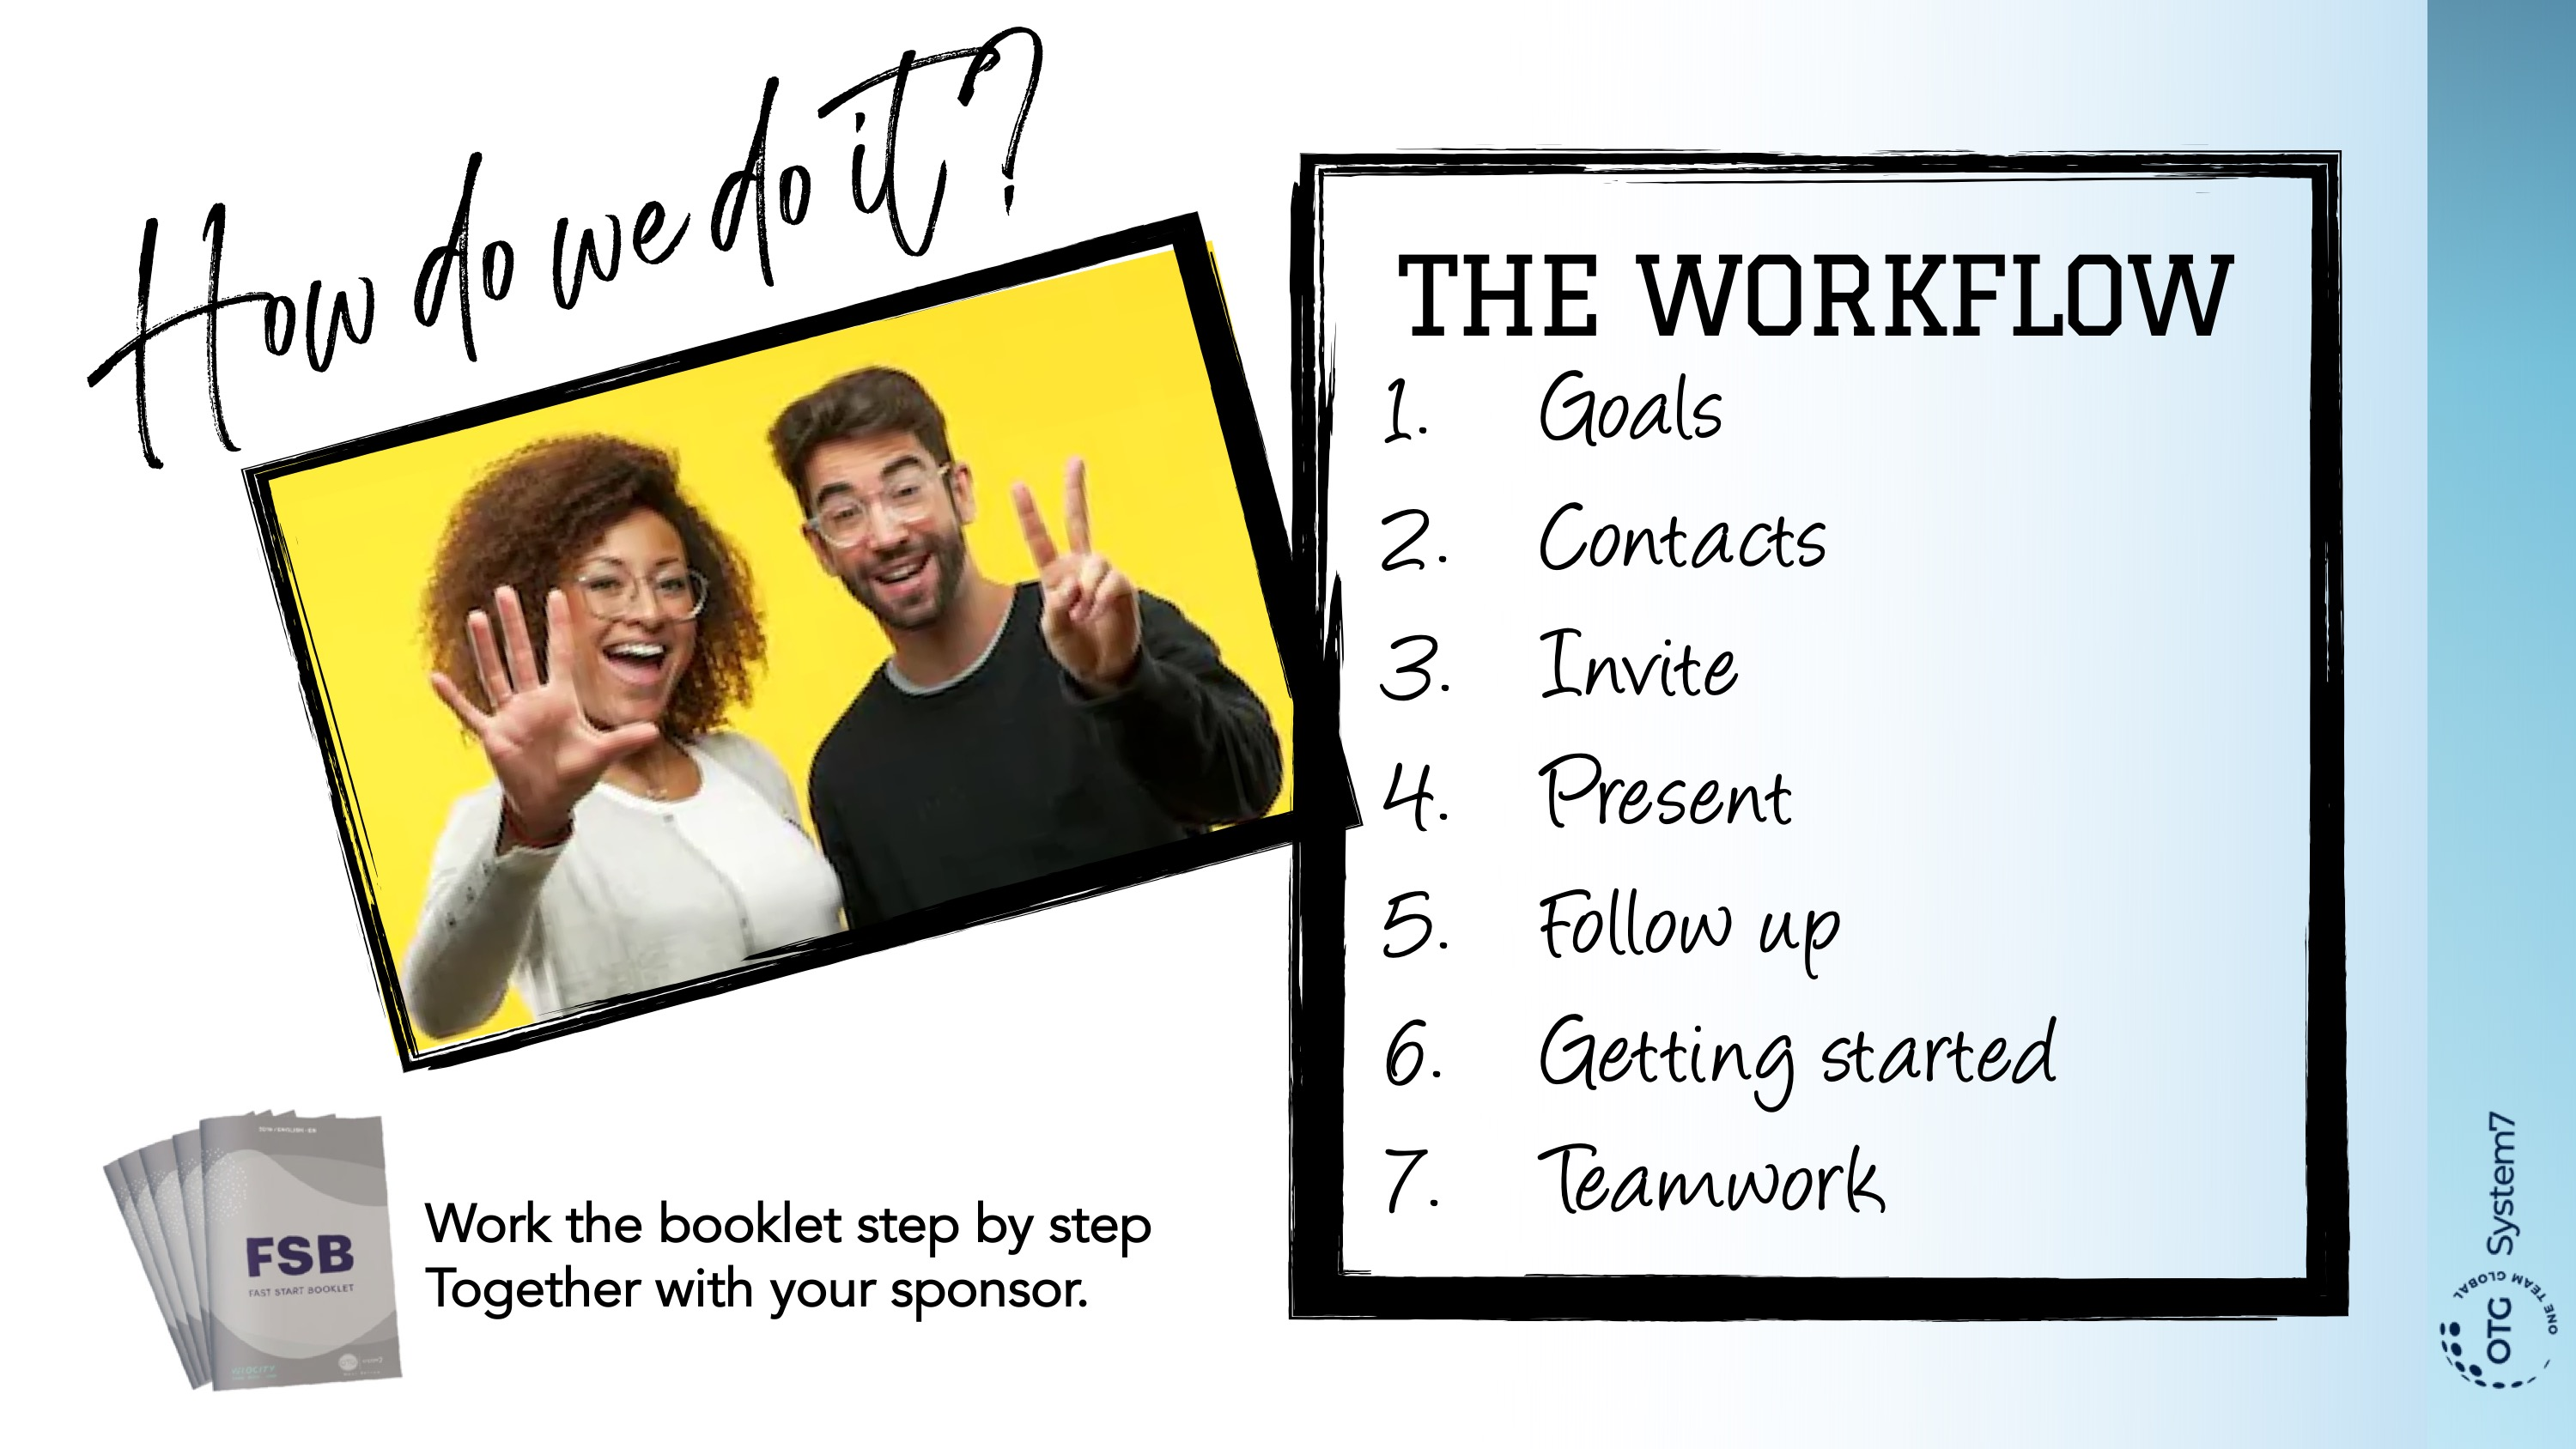 How do we do it?
THE WORKFLOW
1. Goals
2. Contacts
3. Invite
4. Present
5. Follow up
6. Getting started
7. Teamwork
FSB
FAST START BOOKLET
Work the booklet step by step
Together with your sponsor.
OTG System7
ONE TEAM GLOBAL